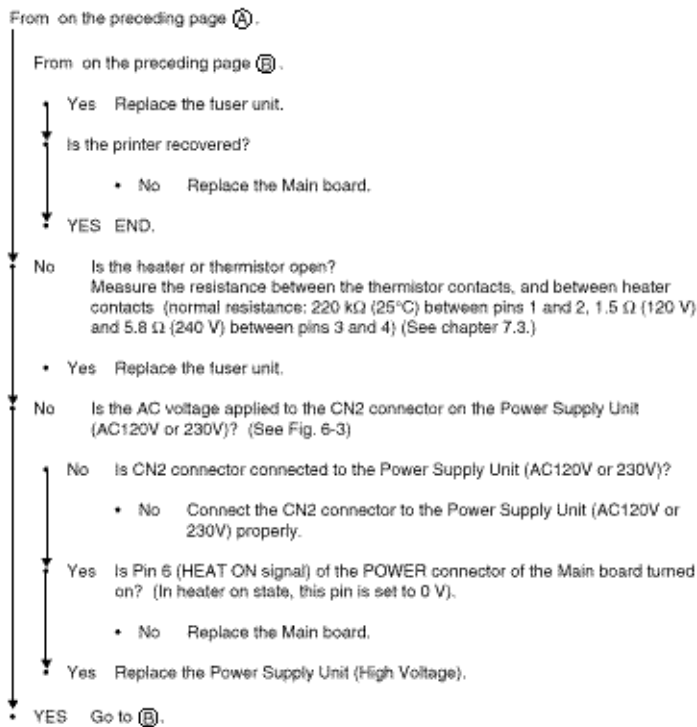 From on the preceding page Ⓐ.
From on the preceding page Ⓑ.
• Yes Replace the fuser unit.
• Is the printer recovered?
• No Replace the Main board.
• YES END.
• No Is the heater or thermistor open?
Measure the resistance between the thermistor contacts, and between heater
contacts (normal resistance: 220 kΩ (25°C) between pins 1 and 2, 1.5 Ω (120 V)
and 5.8 Ω (240 V) between pins 3 and 4) (See chapter 7.3.)
• Yes Replace the fuser unit.
• No Is the AC voltage applied to the CN2 connector on the Power Supply Unit
(AC120V or 230V)? (See Fig. 6-3)
• No Is CN2 connector connected to the Power Supply Unit (AC120V or 230V)?
• No Connect the CN2 connector to the Power Supply Unit (AC120V or
230V) properly.
• Yes Is Pin 6 (HEAT ON signal) of the POWER connector of the Main board turned
on? (In heater on state, this pin is set to 0 V).
• No Replace the Main board.
• Yes Replace the Power Supply Unit (High Voltage).
• YES Go to Ⓑ.